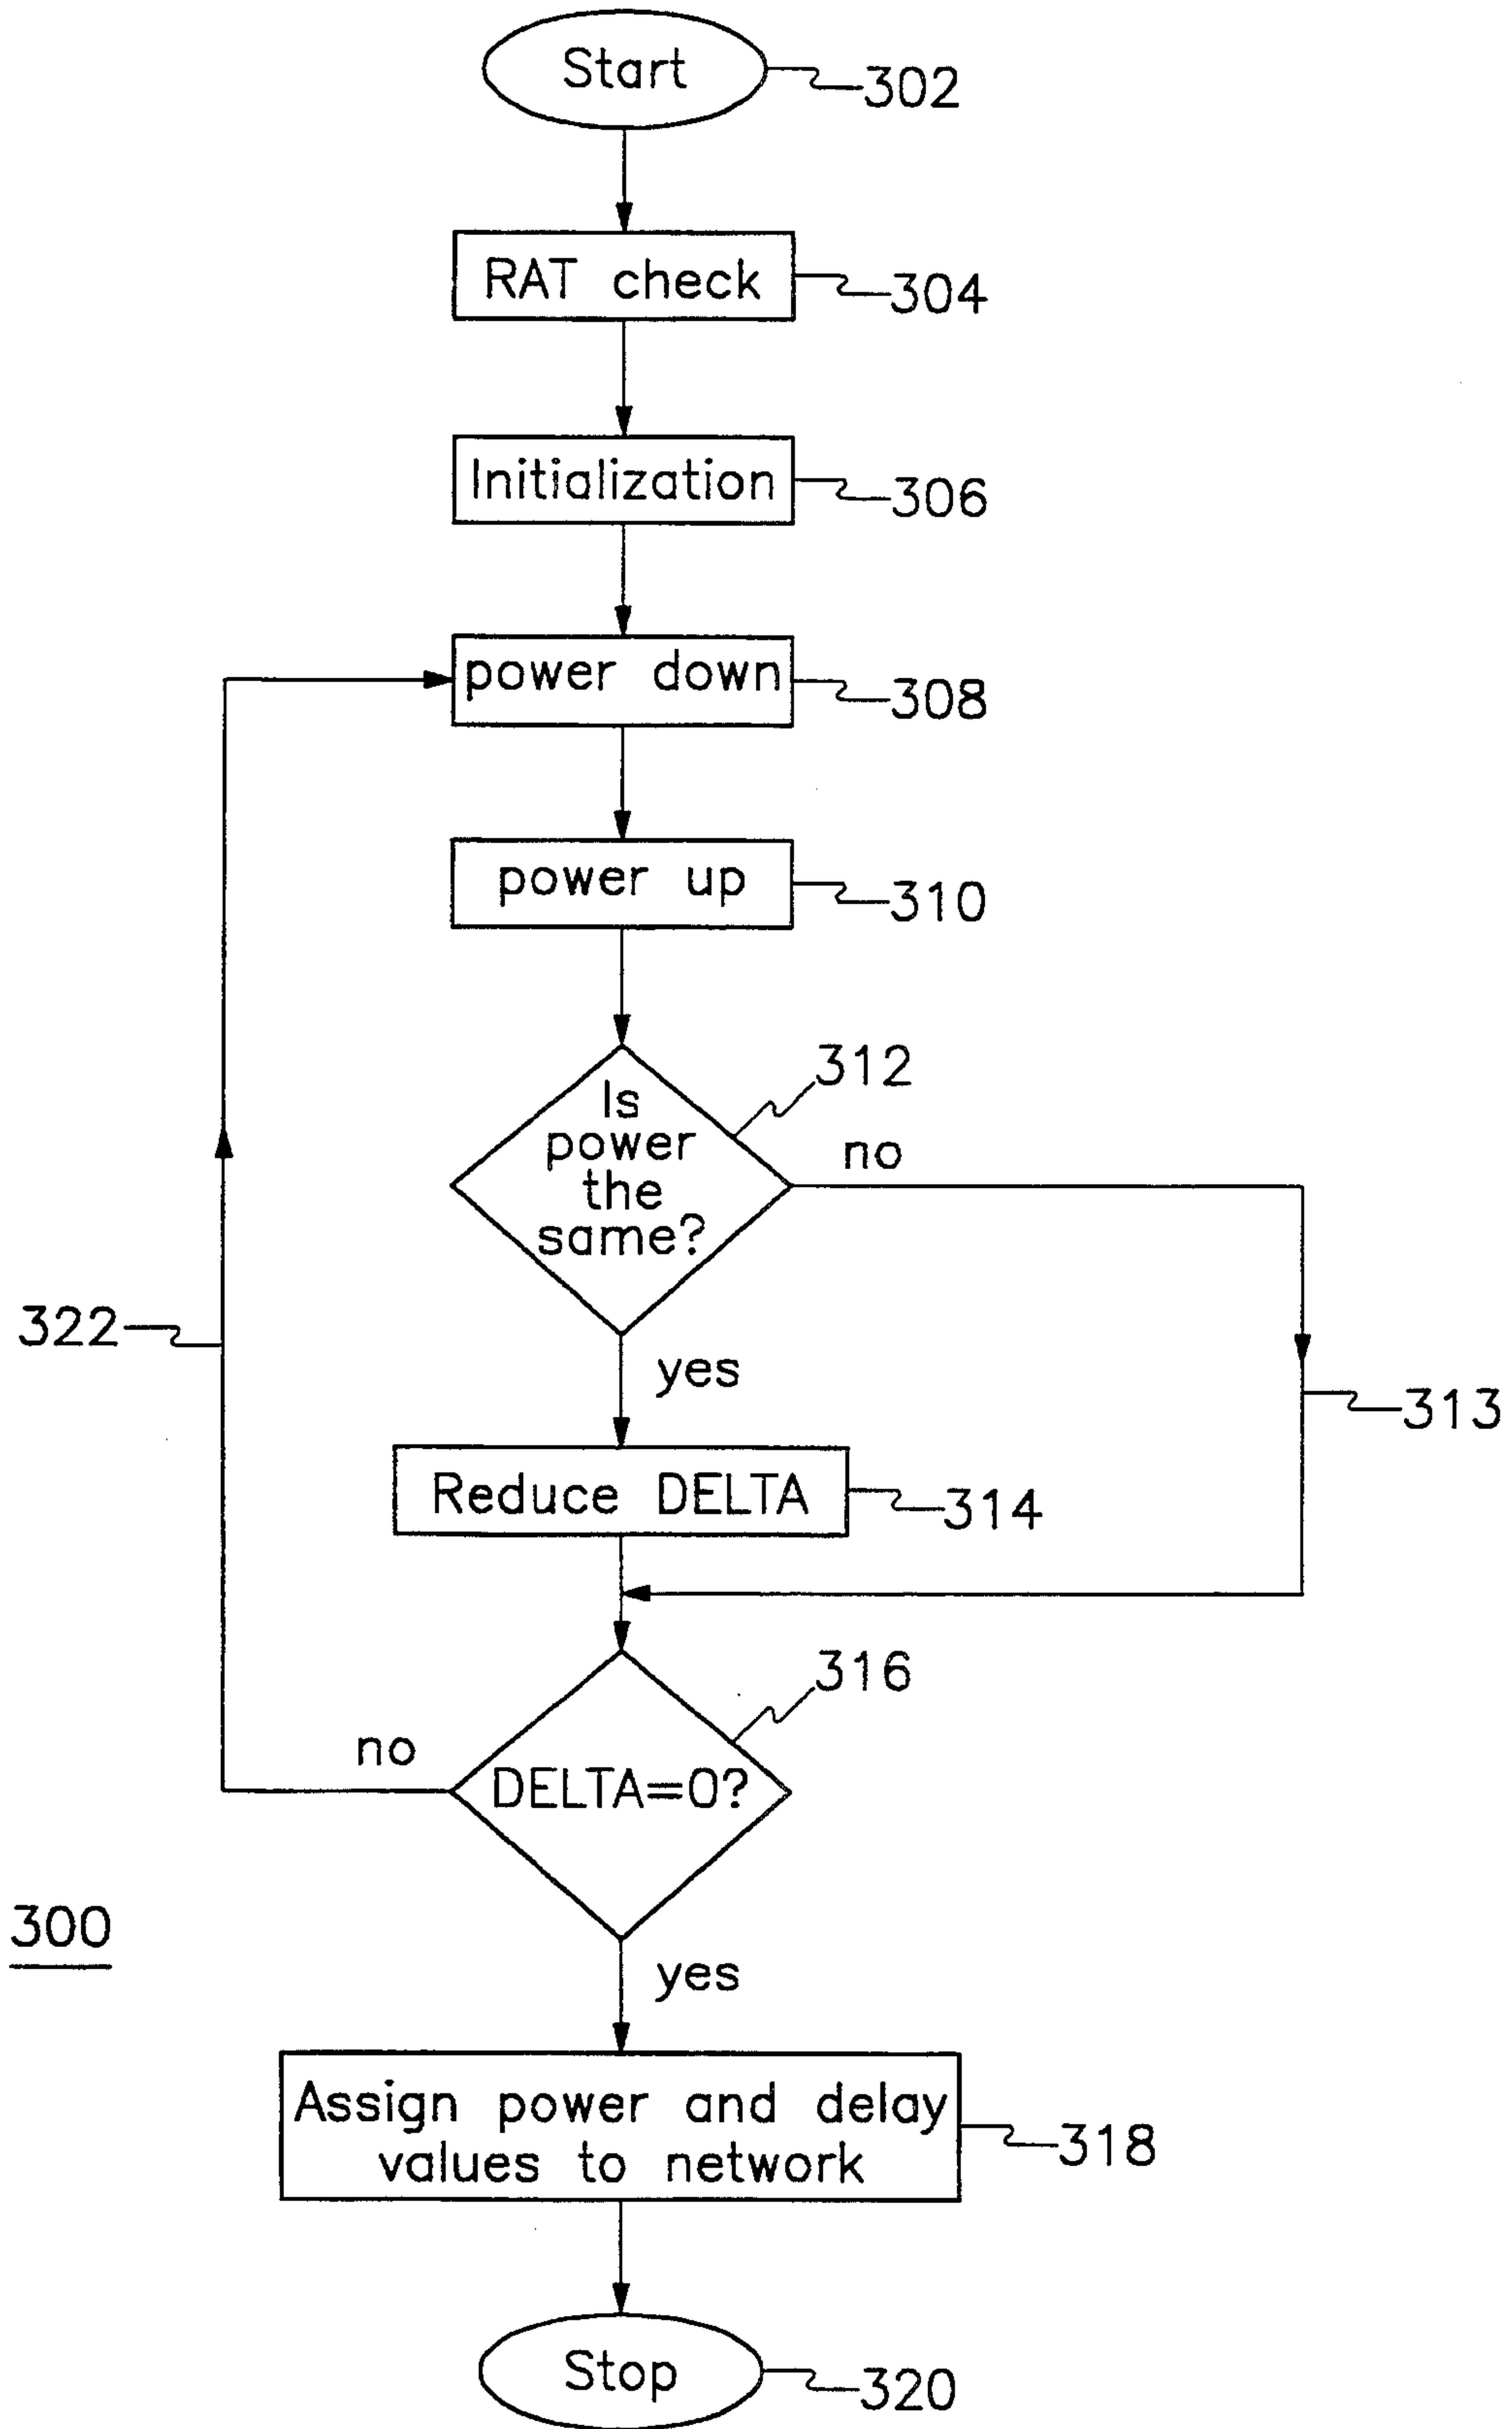 Start
302
RAT check
304
Initialization
306
power down
308
power up
310
312
Is
power
the
same?
no
322
yes
313
Reduce DELTA
314
316
no
DELTA=0?
300
yes
Assign power and delay
values to network
318
Stop
320